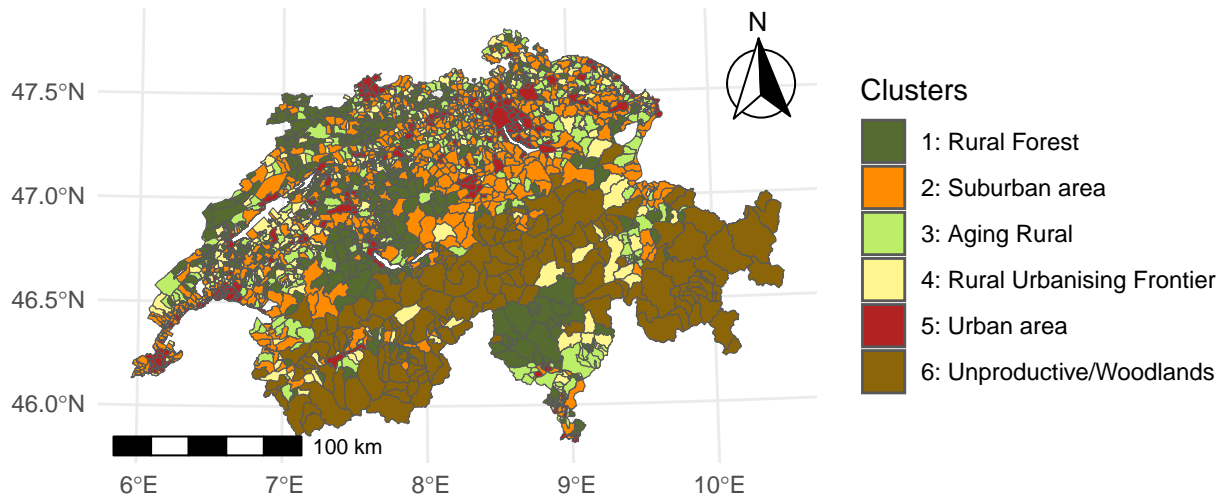 47.5°N
47.0°N
46.5°N
46.0°N
6°E
7°E
8°E
9°E
10°E
100 km
N
Clusters
1: Rural Forest
2: Suburban area
3: Aging Rural
4: Rural Urbanising Frontier
5: Urban area
6: Unproductive/Woodlands